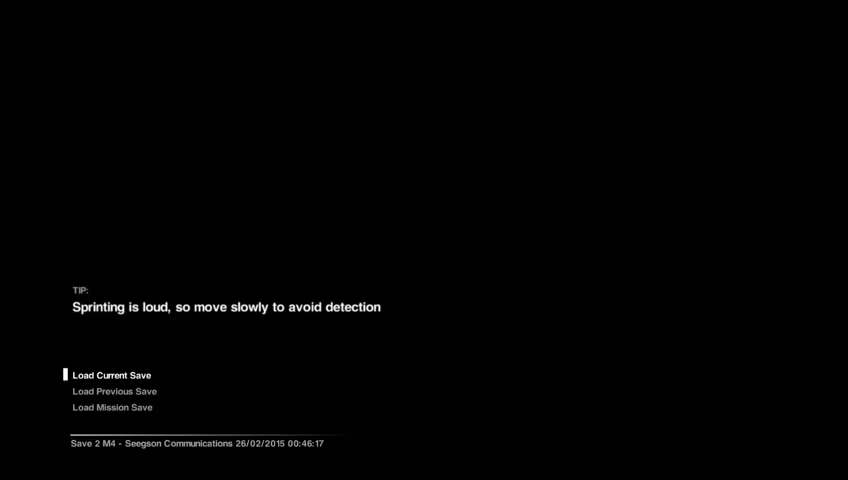 TIP:
Sprinting is loud, so move slowly to avoid detection
Load Current Save
Load Previous Save
Load Mission Save
Save 2 M4 - Seegson Communications 26/02/2015 00:46:17